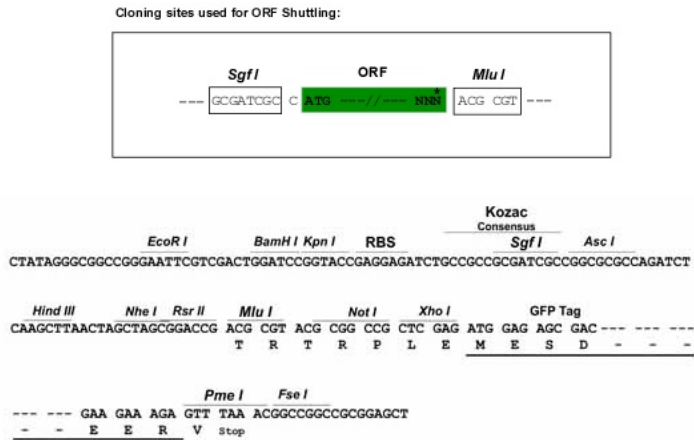 Cloning sites used for ORF Shuttling:
Sgf I ORF Mlu I
--- GCGATCGC C ATG ---//--- NNN* ACG CGT ---
Kozac
Consensus
EcoR I BamH I Kpn I RBS Sgf I Asc I
CTATAGGGCGGCCGGGAATTCGTCGACTGGATCCGGTACCGAGGAGATCTGCCGCCGCGATCGCCGGCGCGCCAGATCT
Hind III Nhe I Rsr II Mlu I Not I Xho I GFP Tag
CAAGCTTAACTAGCTAGCGGACCG ACG CGT ACG CGG CCG CTC GAG ATG GAG AGC GAC --- --- ---
T R T R P L E M E S D - - -
Pme I Fse I
--- --- GAA GAA AGA GTT TAA ACGGCCGGCCGCGGAGCT
- - E E R V Stop